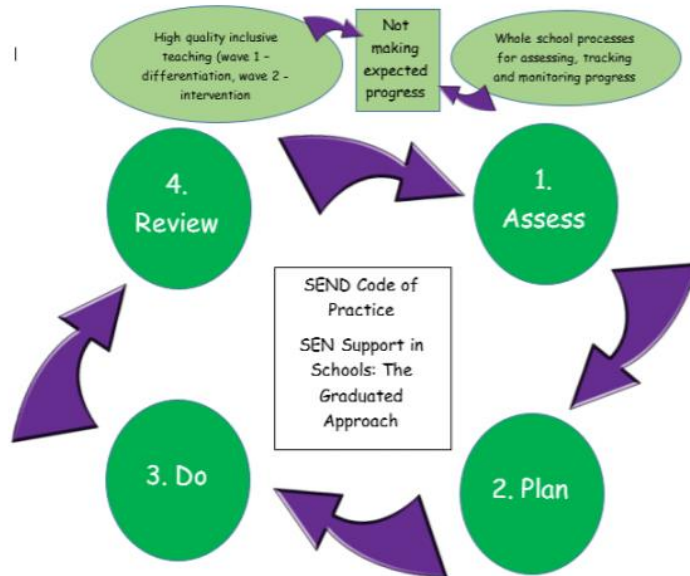 High quality inclusive
teaching (wave 1 –
differentiation, wave 2 –
intervention
Not
making
expected
progress
Whole school processes
for assessing, tracking
and monitoring progress
4.
Review
1.
Assess
SEND Code of
Practice
SEN Support in
Schools: The
Graduated
Approach
3. Do
2. Plan